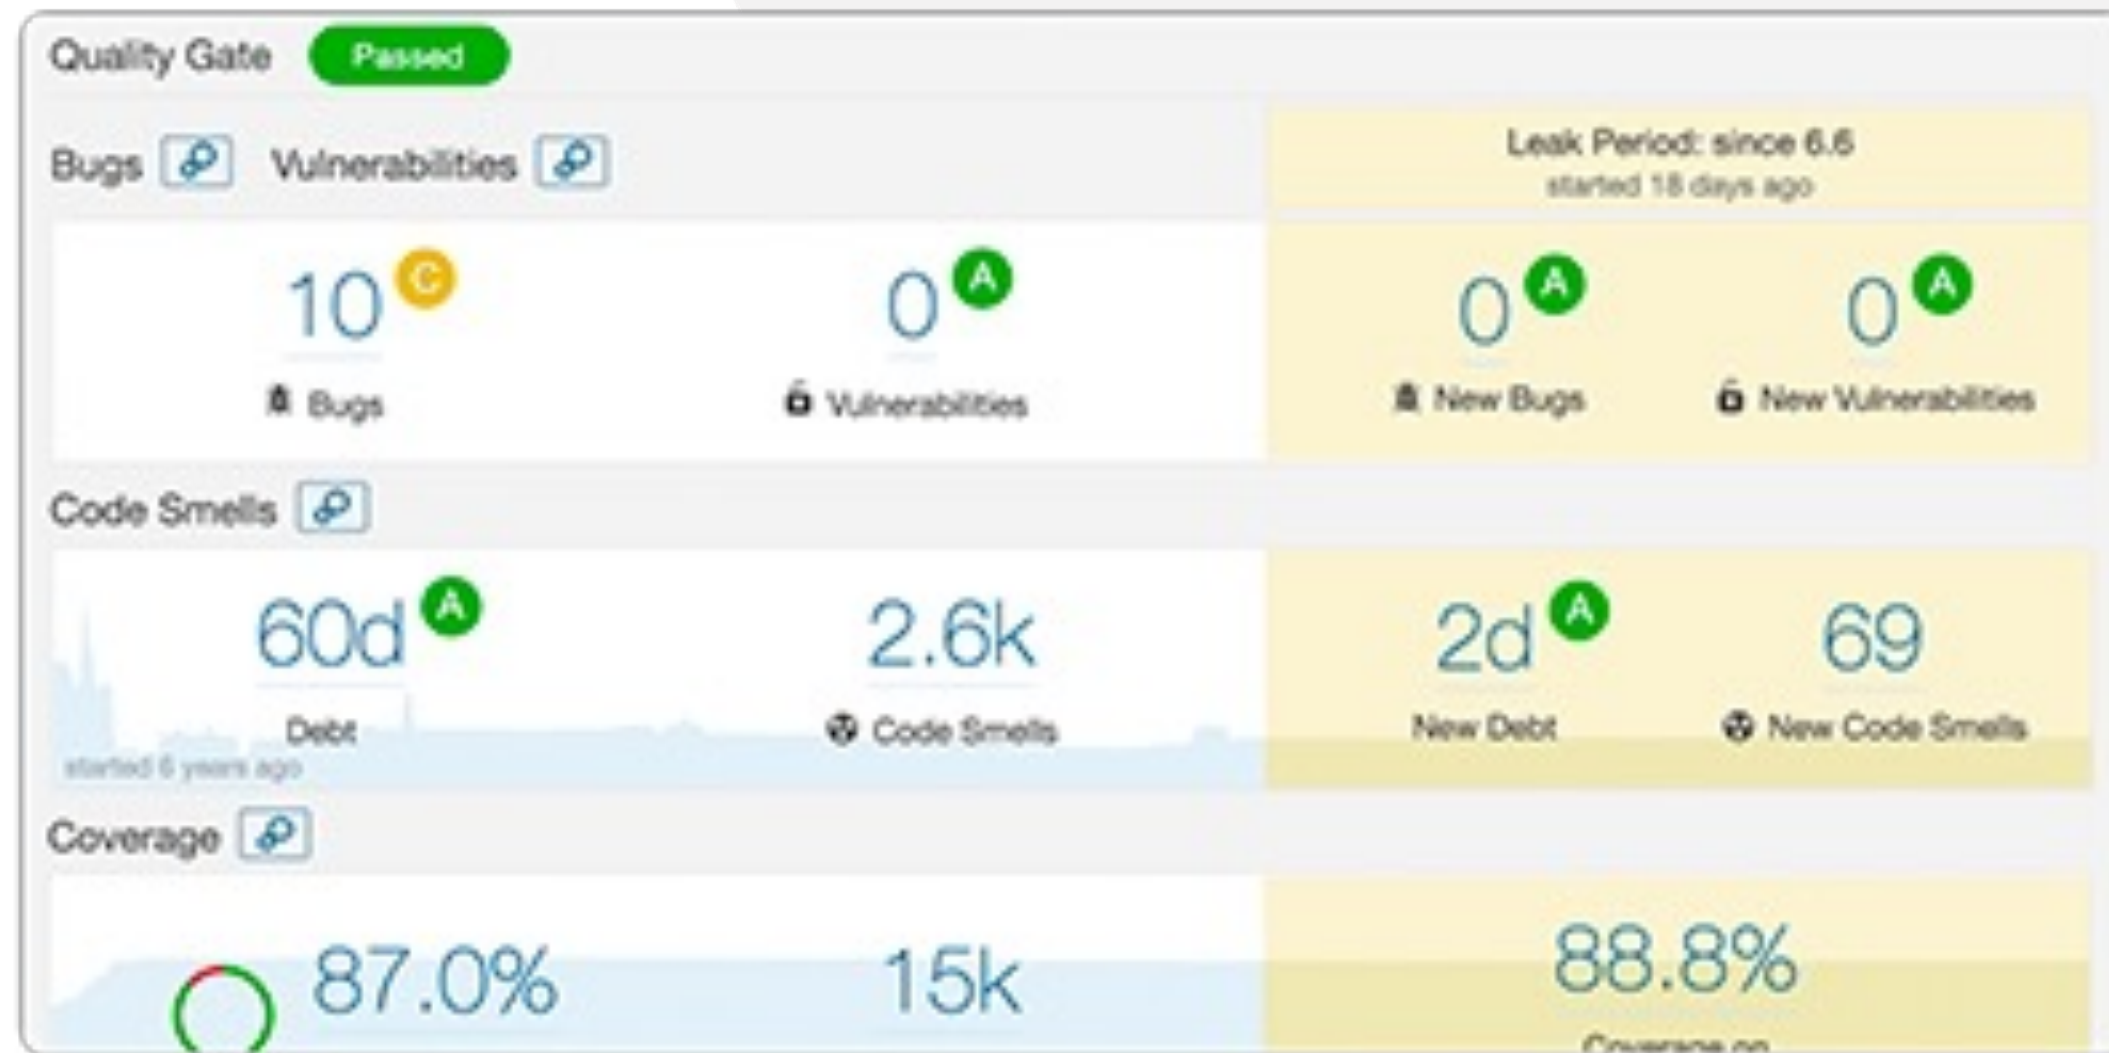 Quality Gate Passed
Bugs Vulnerabilities
Leak Period: since 6.6
started 18 days ago
10 C
Bugs
0 A
Vulnerabilities
0 A
New Bugs
0 A
New Vulnerabilities
Code Smells
60d A
Debt
started 6 years ago
2.6k
Code Smells
2d A
New Debt
69
New Code Smells
Coverage
87.0%
15k
88.8%
Coverage on